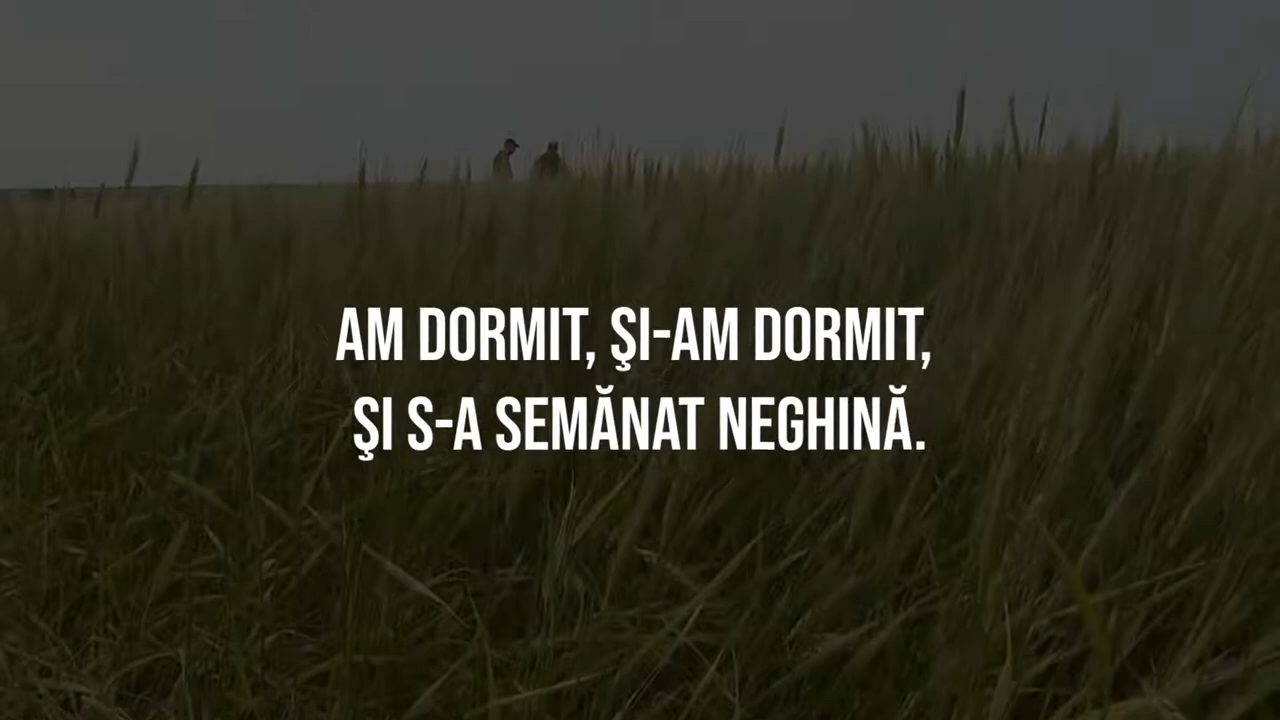 AM DORMIT, ŞI-AM DORMIT,
ŞI S-A SEMĂNAT NEGHINĂ.